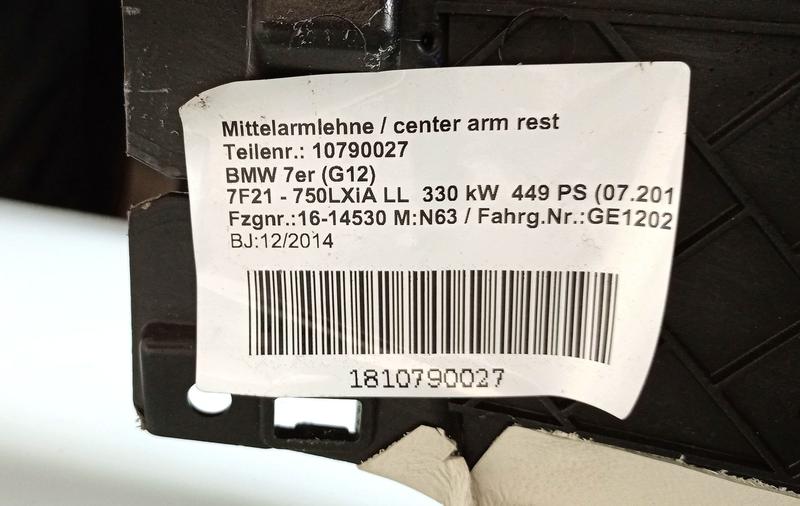 Mittelarmlehne / center arm rest
Teilenr.: 10790027
BMW 7er (G12)
7F21 - 750LXiA LL 330 kW 449 PS (07.201
Fzgnr.:16-14530 M:N63 / Fahrg.Nr.:GE1202
BJ:12/2014
1810790027